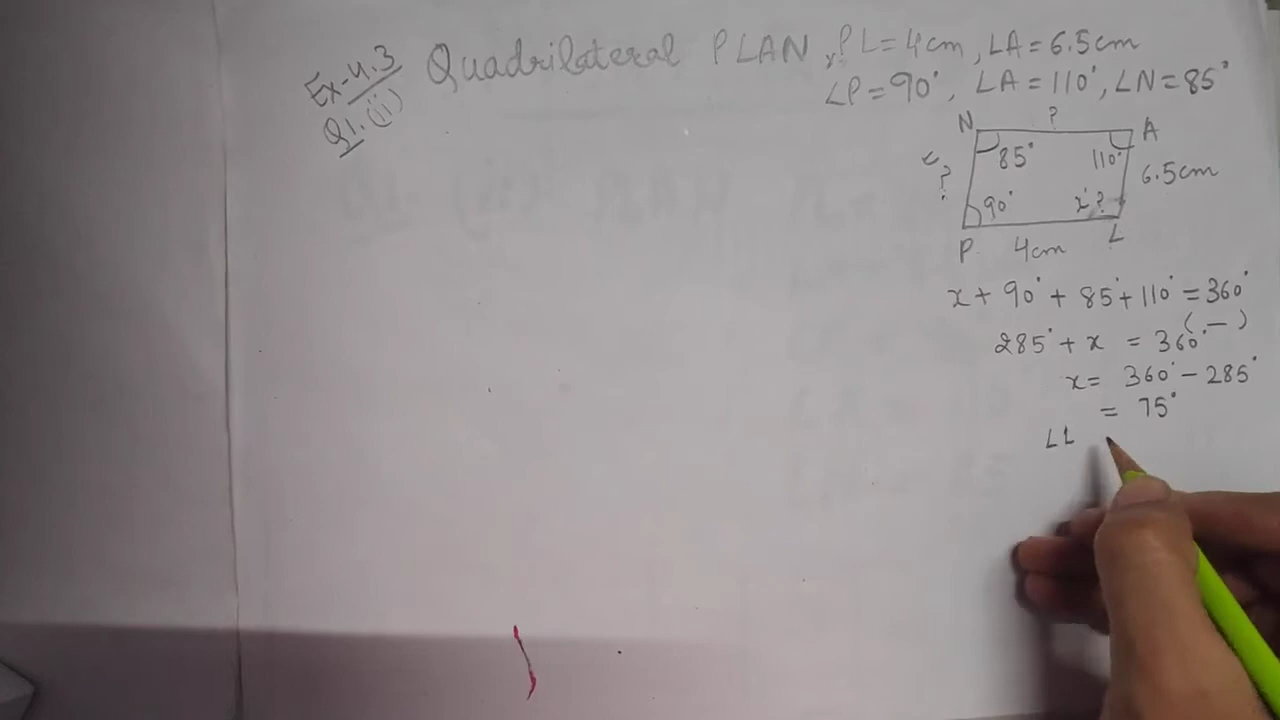 Ex-4.3
Q1.(ii)
Quadrilateral PLAN, PL=4cm, LA=6.5cm
∠P=90°, ∠A=110°, ∠N=85°
N ? A
85° 110°
? 6.5cm
90° x?
P 4cm L
x+ 90° + 85°+110°=360°
(-)
285°+x = 360°
x= 360°-285°
= 75°
∠L